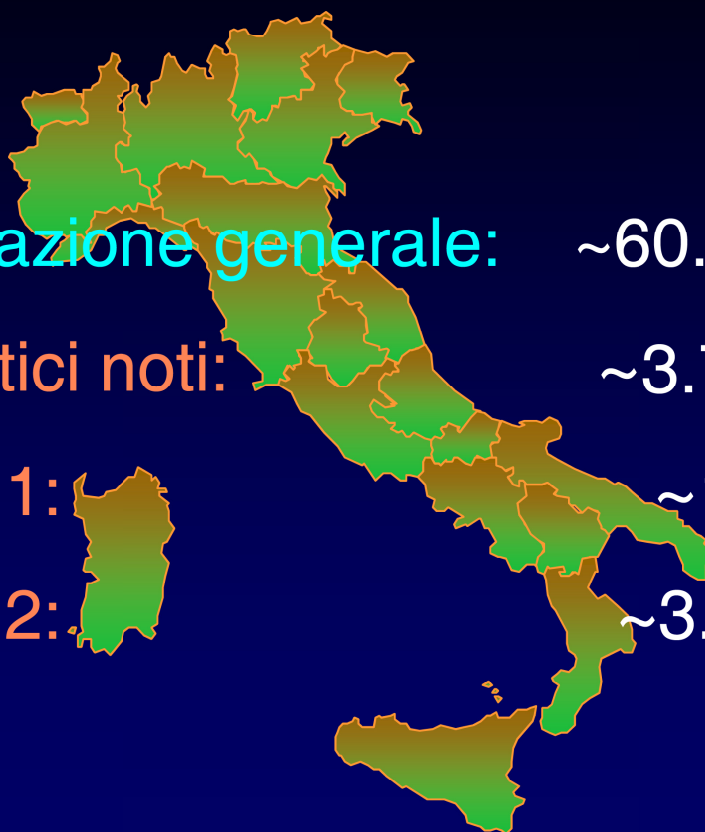 azione generale: ~60.
tici noti: ~3.
1: ~
2: ~3.